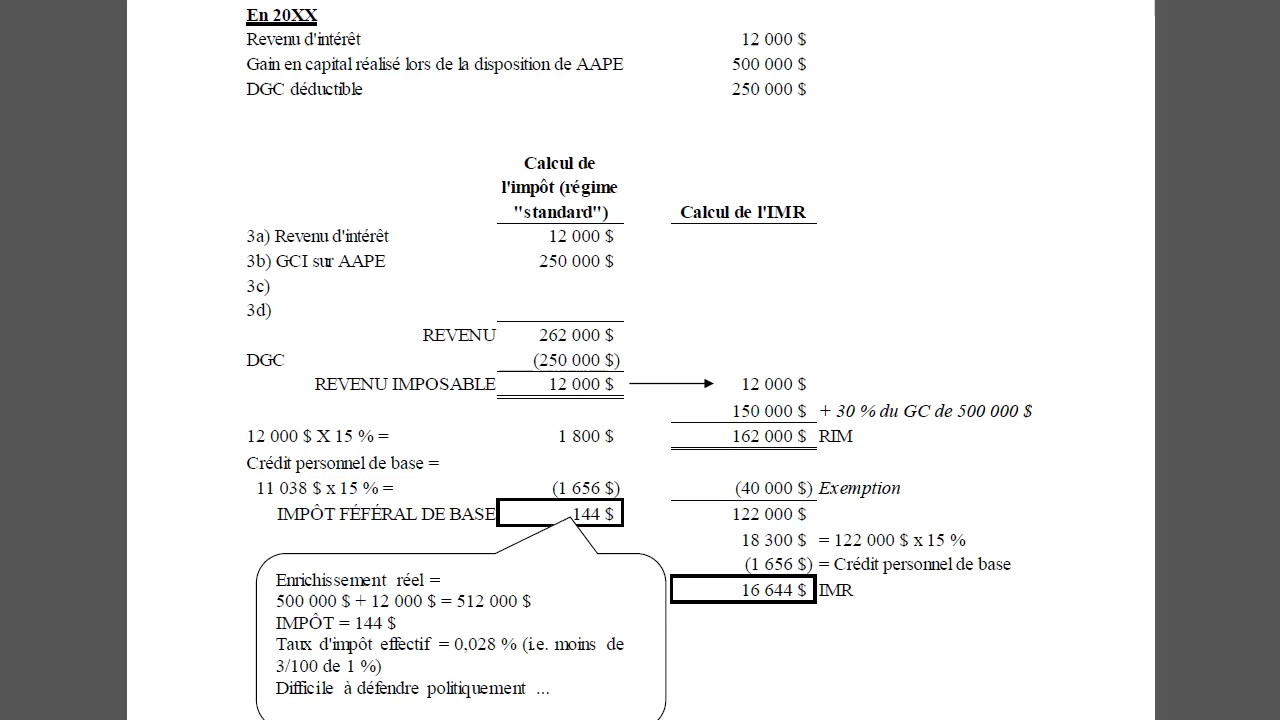 En 20XX
Revenu d'intérêt 12 000 $
Gain en capital réalisé lors de la disposition de AAPE 500 000 $
DGC déductible 250 000 $
Calcul de
l'impôt (régime
"standard") Calcul de l'IMR
3a) Revenu d'intérêt 12 000 $
3b) GCI sur AAPE 250 000 $
3c)
3d)
REVENU 262 000 $
DGC (250 000 $)
REVENU IMPOSABLE 12 000 $ 12 000 $
150 000 $ + 30 % du GC de 500 000 $
12 000 $ X 15 % = 1 800 $ 162 000 $ RIM
Crédit personnel de base =
11 038 $ x 15 % = (1 656 $) (40 000 $) Exemption
IMPÔT FÉFÉRAL DE BASE 144 $ 122 000 $
18 300 $ = 122 000 $ x 15 %
(1 656 $) = Crédit personnel de base
16 644 $ IMR
Enrichissement réel =
500 000 $ + 12 000 $ = 512 000 $
IMPÔT = 144 $
Taux d'impôt effectif = 0,028 % (i.e. moins de
3/100 de 1 %)
Difficile à défendre politiquement ...